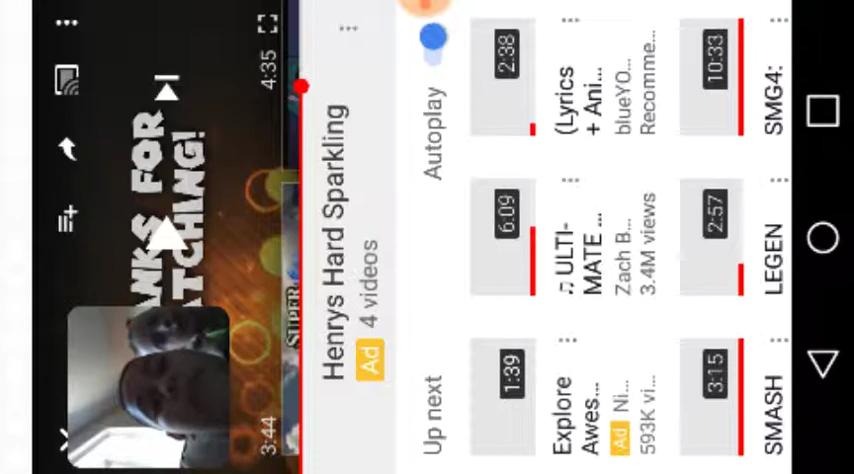 ANKS FOR
ATCHING!
3:44
4:35
SUPER
Henrys Hard Sparkling
Ad 4 videos
Up next
Autoplay
1:39
6:09
2:38
Explore
Awes...
Ad Ni...
593K vi...
♫ ULTI-
MATE ...
Zach B...
3.4M views
(Lyrics
+ Ani...
blueYO...
Recomme...
3:15
2:57
10:33
SMASH
LEGEN
SMG4: